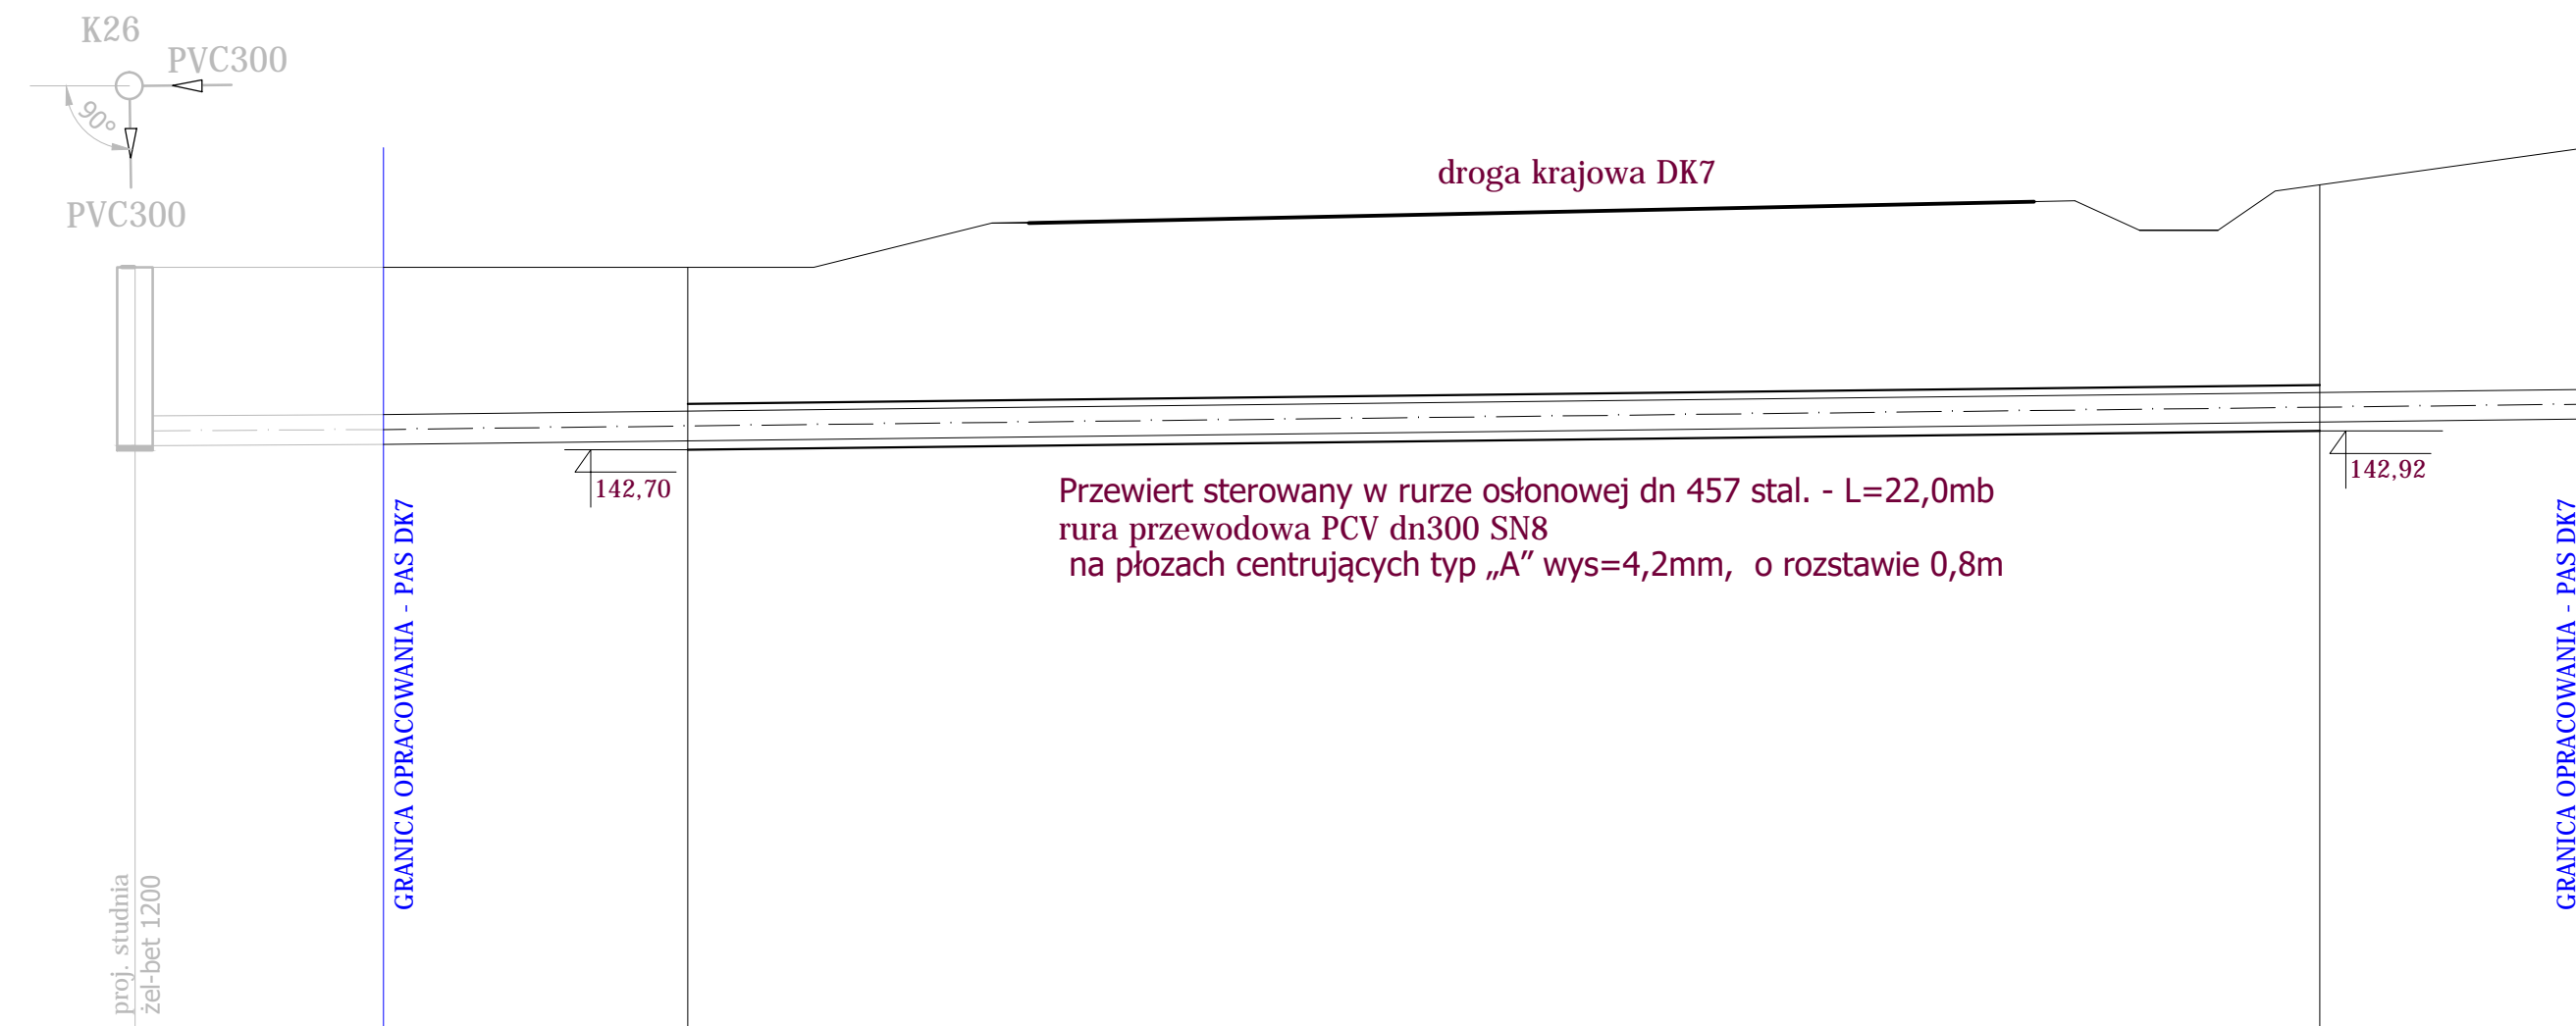 K26
PVC300
90°
PVC300
droga krajowa DK7
142,70
142,92
Przewiert sterowany w rurze osłonowej dn 457 stal. - L=22,0mb
rura przewodowa PCV dn300 SN8
na płozach centrujących typ „A” wys=4,2mm, o rozstawie 0,8m
GRANICA OPRACOWANIA - PAS DK7
GRANICA OPRACOWANIA - PAS DK7
proj. studnia
żel-bet 1200